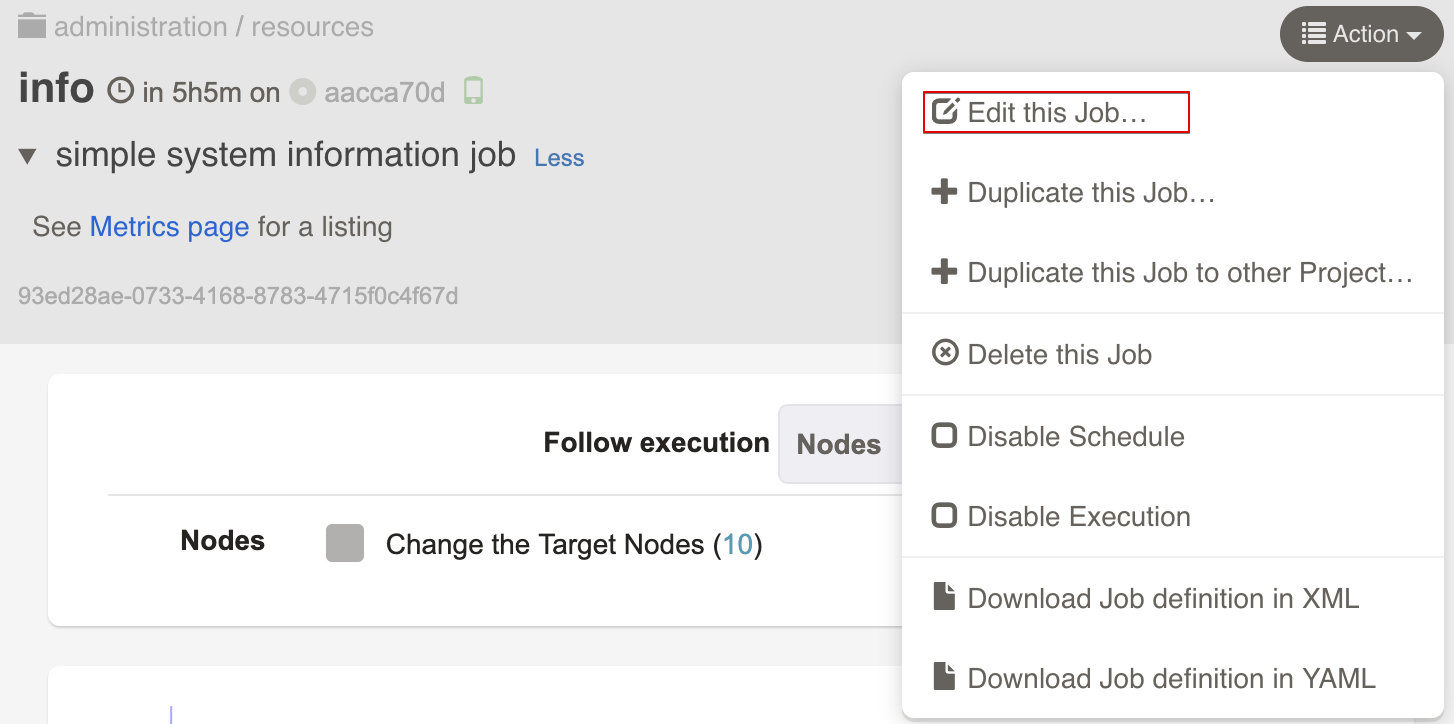 administration / resources
Action
info in 5h5m on aacca70d
Edit this Job…
simple system information job Less
Duplicate this Job…
See Metrics page for a listing
Duplicate this Job to other Project…
93ed28ae-0733-4168-8783-4715f0c4f67d
Delete this Job
Disable Schedule
Follow execution Nodes
Disable Execution
Nodes Change the Target Nodes (10)
Download Job definition in XML
Download Job definition in YAML